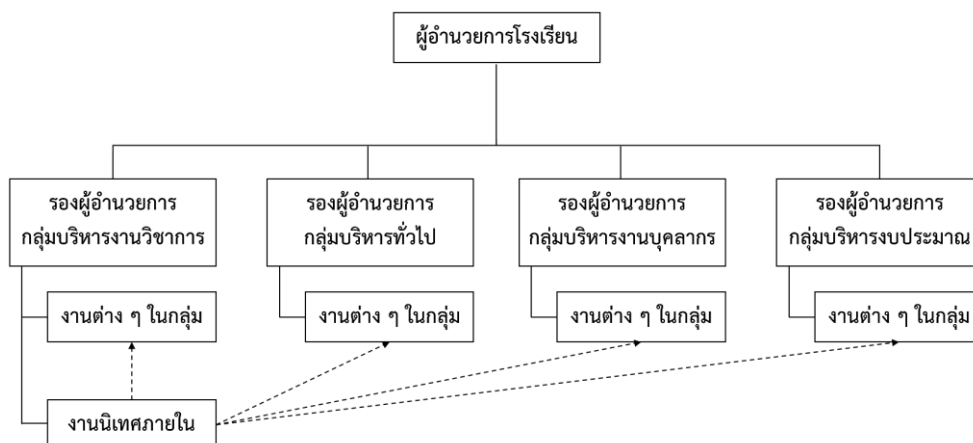 ผู้อำนวยการโรงเรียน
รองผู้อำนวยการ
กลุ่มบริหารงานวิชาการ
รองผู้อำนวยการ
กลุ่มบริหารทั่วไป
รองผู้อำนวยการ
กลุ่มบริหารงานบุคลากร
รองผู้อำนวยการ
กลุ่มบริหารงบประมาณ
งานต่าง ๆ ในกลุ่ม
งานต่าง ๆ ในกลุ่ม
งานต่าง ๆ ในกลุ่ม
งานต่าง ๆ ในกลุ่ม
งานนิเทศภายใน